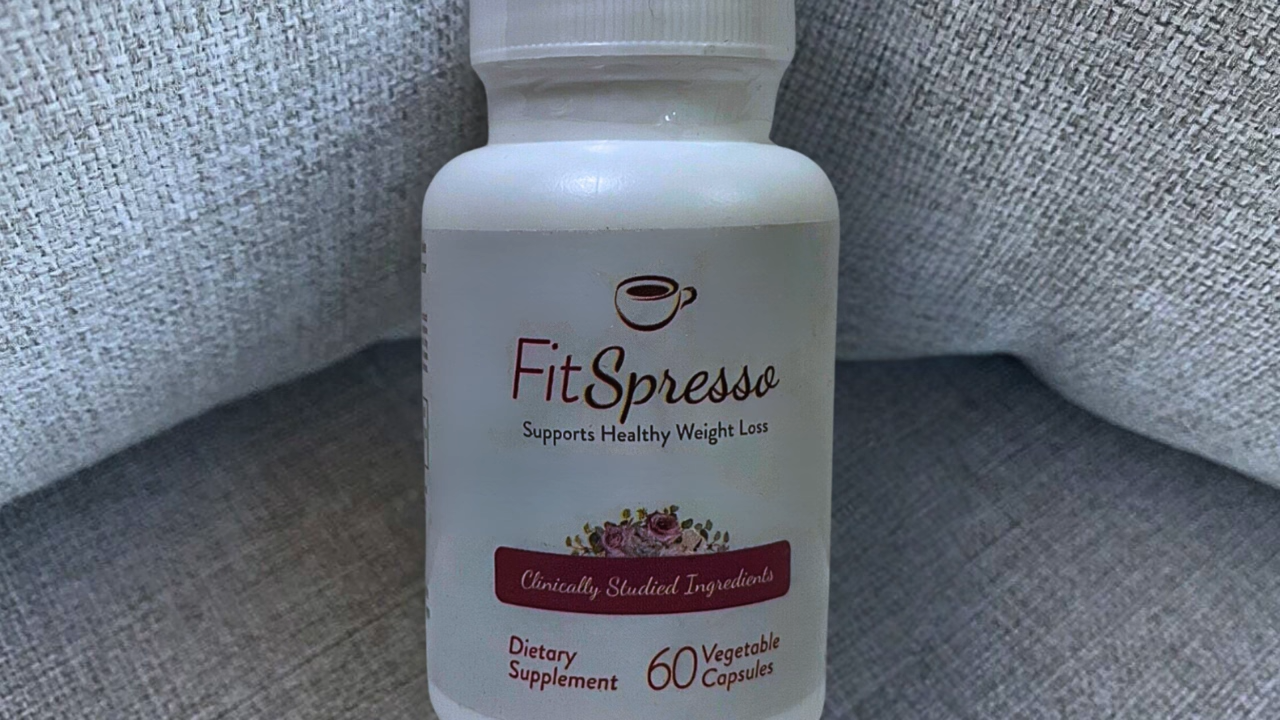 FitSpresso
Supports Healthy Weight Loss
Clinically Studied Ingredients
Dietary
Supplement
60 Vegetable
Capsules